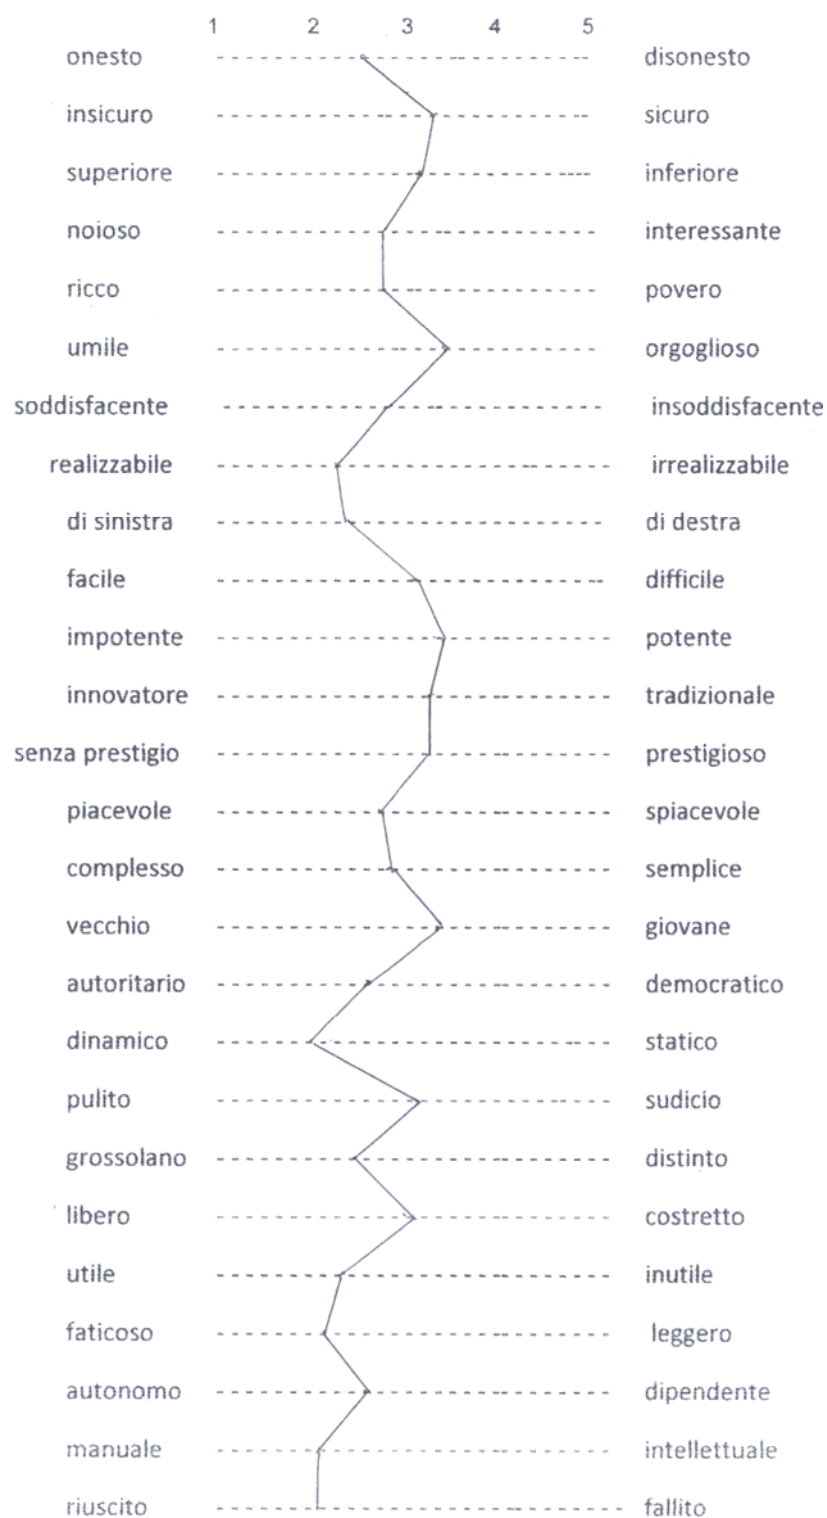 1 2 3 4 5
onesto disonesto
insicuro sicuro
superiore inferiore
noioso interessante
ricco povero
umile orgoglioso
soddisfacente insoddisfacente
realizzabile irrealizzabile
di sinistra di destra
facile difficile
impotente potente
innovatore tradizionale
senza prestigio prestigioso
piacevole spiacevole
complesso semplice
vecchio giovane
autoritario democratico
dinamico statico
pulito sudicio
grossolano distinto
libero costretto
utile inutile
faticoso leggero
autonomo dipendente
manuale intellettuale
riuscito fallito